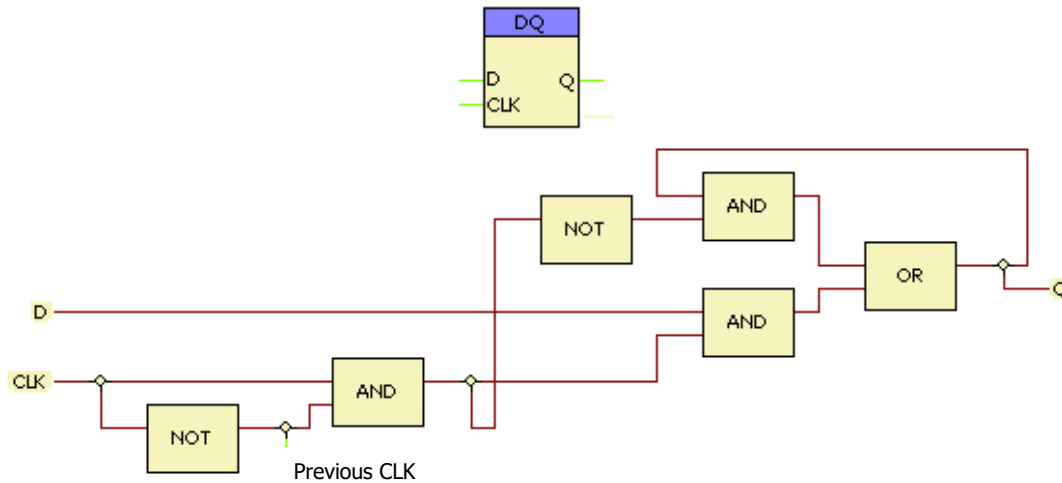 DQ
D Q
CLK
AND
NOT
OR
Q
AND
D
CLK
AND
NOT
Previous CLK